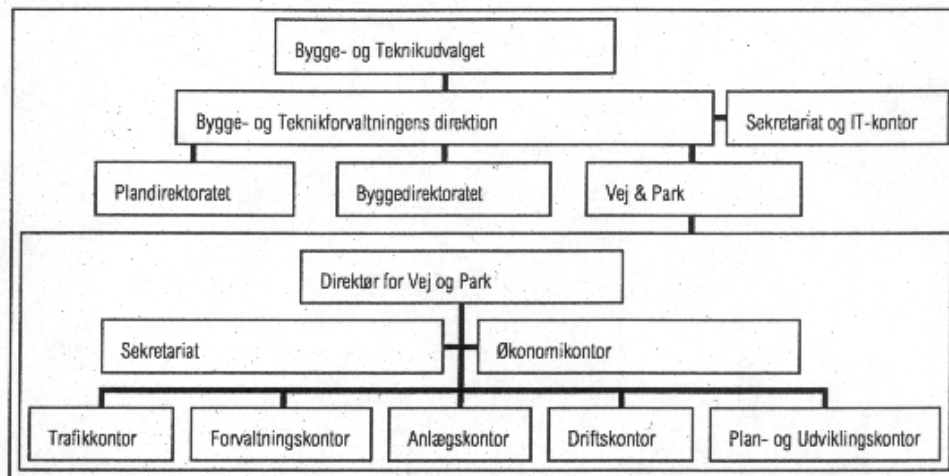 Bygge- og Teknikudvalget
Bygge- og Teknikforvaltningens direktion
Sekretariat og IT-kontor
Plandirektoratet
Byggedirektoratet
Vej & Park
Direktør for Vej og Park
Sekretariat
Økonomikontor
Trafikkontor
Forvaltningskontor
Anlægskontor
Driftskontor
Plan- og Udviklingskontor